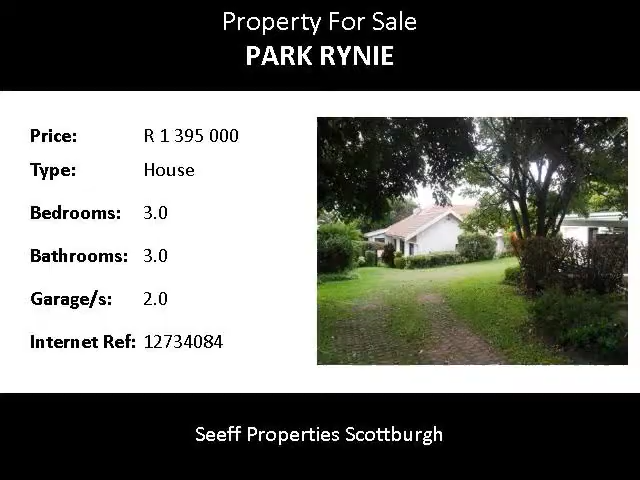 Property For Sale
PARK RYNIE
Price: R 1 395 000
Type: House
Bedrooms: 3.0
Bathrooms: 3.0
Garage/s: 2.0
Internet Ref: 12734084
Seeff Properties Scottburgh